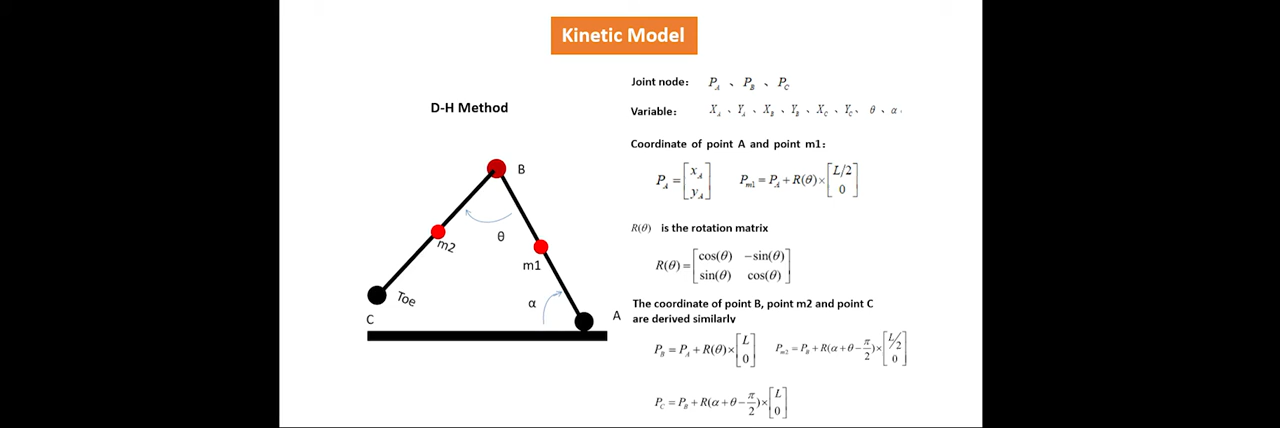 Kinetic Model
Joint node: P_A 、 P_B 、 P_C
D-H Method
Variable: X_A 、 Y_A 、 X_B 、 Y_B 、 X_C 、 Y_C 、 θ 、 α
Coordinate of point A and point m1:
P_A = [x_A y_A] P_m1 = P_A + R(θ) × [L/2 0]
R(θ) is the rotation matrix
R(θ) = [cos(θ) −sin(θ) sin(θ) cos(θ)]
The coordinate of point B, point m2 and point C
are derived similarly
P_B = P_A + R(θ) × [L 0] P_m2 = P_B + R(α+θ−π/2) × [L/2 0]
P_C = P_B + R(α+θ−π/2) × [L 0]
B
θ
m2
m1
α
Toe
C
A